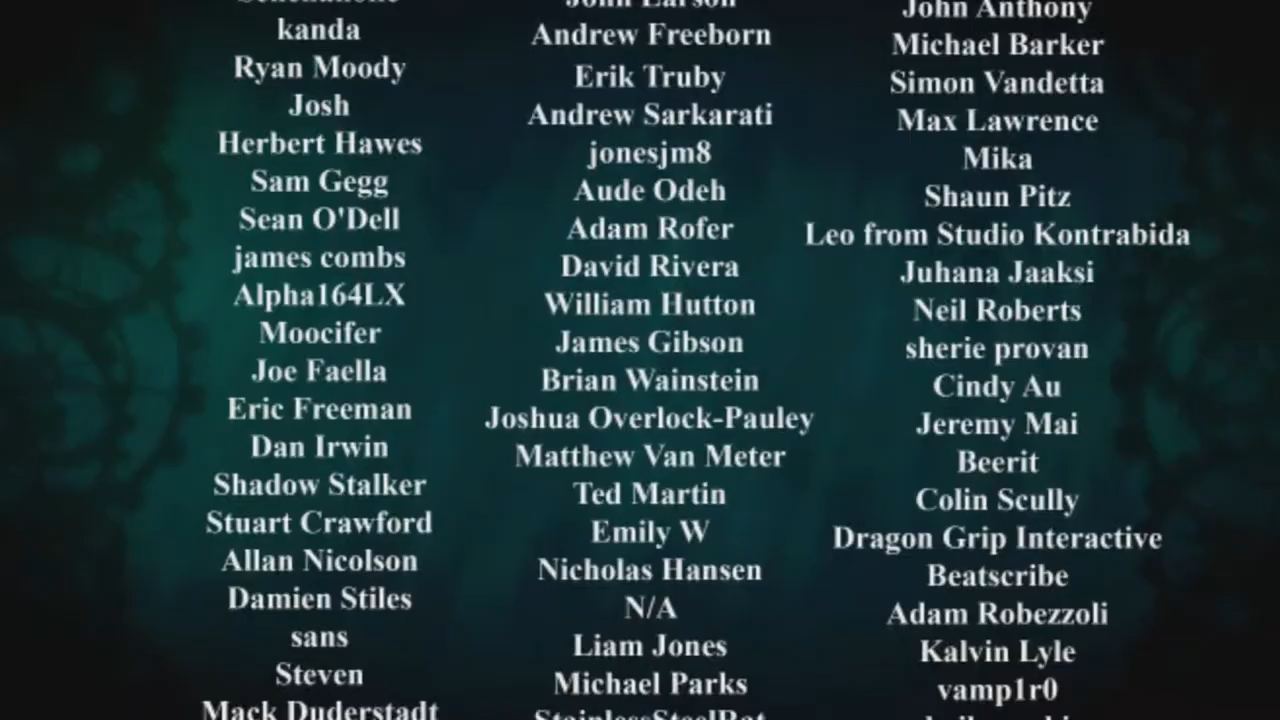 kanda
Ryan Moody
Josh
Herbert Hawes
Sam Gegg
Sean O'Dell
james combs
Alpha164LX
Moocifer
Joe Faella
Eric Freeman
Dan Irwin
Shadow Stalker
Stuart Crawford
Allan Nicolson
Damien Stiles
sans
Steven
Mack Duderstadt
John Larson
Andrew Freeborn
Erik Truby
Andrew Sarkarati
jonesjm8
Aude Odeh
Adam Rofer
David Rivera
William Hutton
James Gibson
Brian Wainstein
Joshua Overlock-Pauley
Matthew Van Meter
Ted Martin
Emily W
Nicholas Hansen
N/A
Liam Jones
Michael Parks
StainlessSteelRat
John Anthony
Michael Barker
Simon Vandetta
Max Lawrence
Mika
Shaun Pitz
Leo from Studio Kontrabida
Juhana Jaaksi
Neil Roberts
sherie provan
Cindy Au
Jeremy Mai
Beerit
Colin Scully
Dragon Grip Interactive
Beatscribe
Adam Robezzoli
Kalvin Lyle
vamp1r0